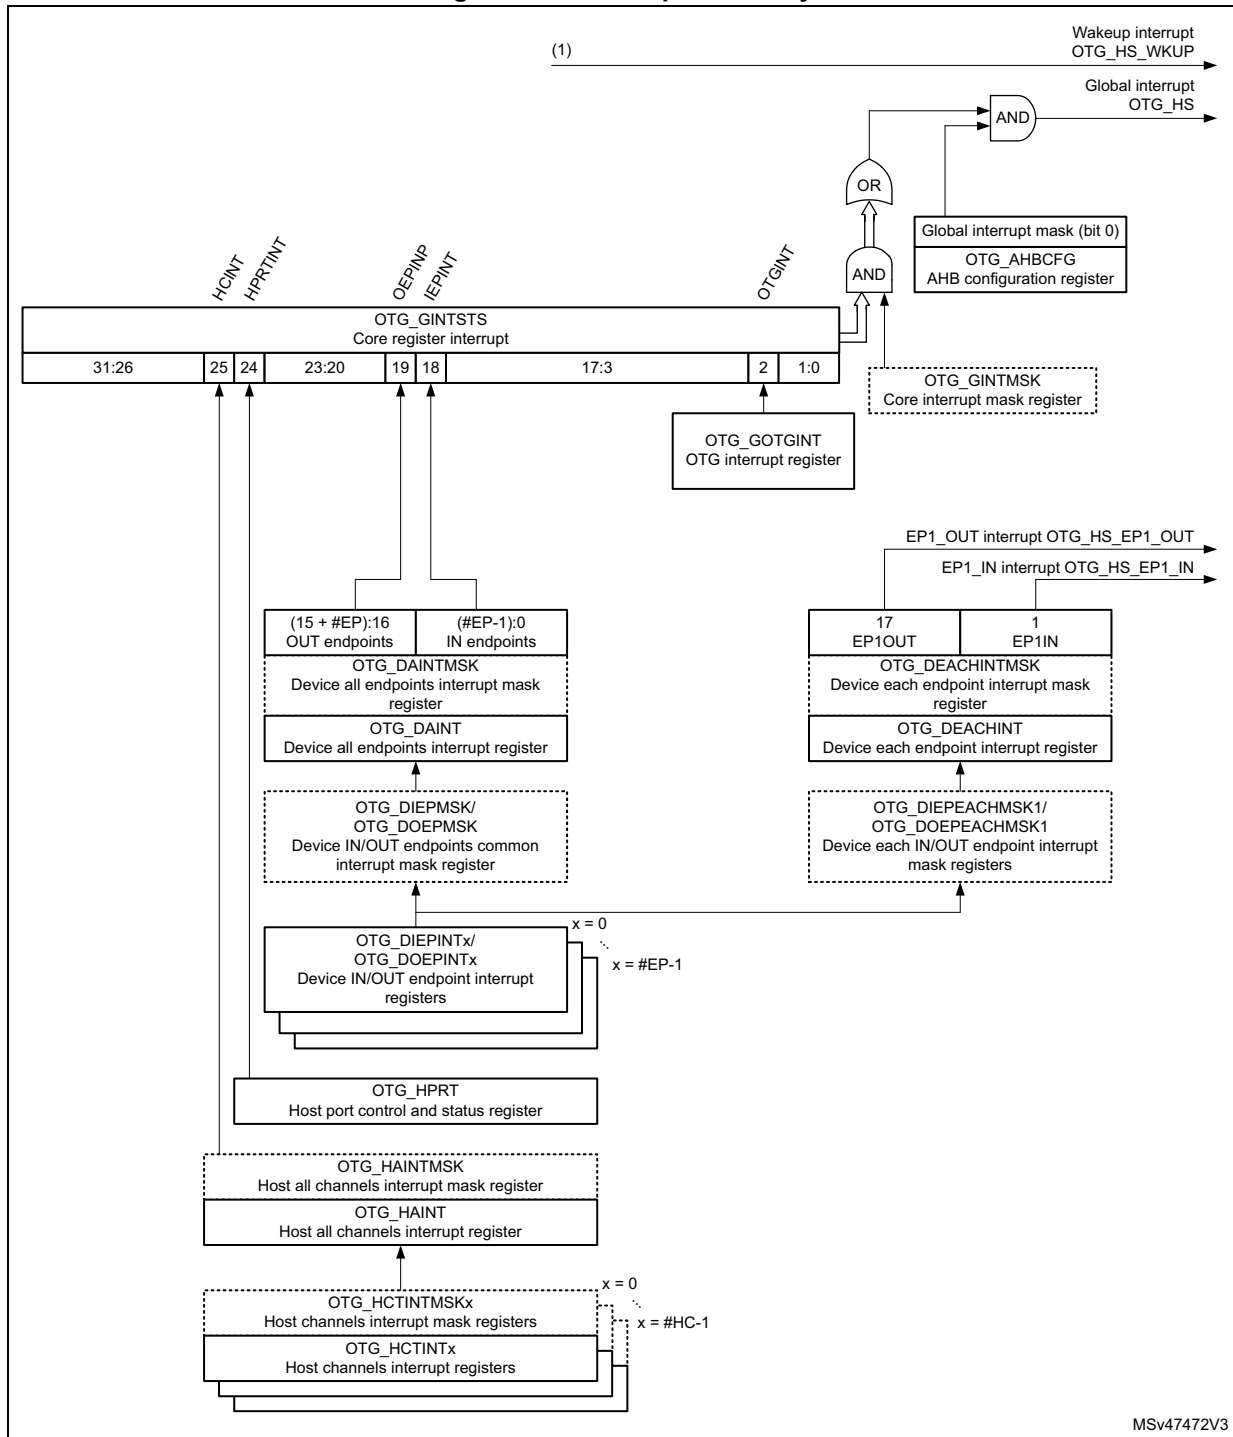 (1)
Wakeup interrupt
OTG_HS_WKUP
Global interrupt
OTG_HS
AND
OR
AND
Global interrupt mask (bit 0)
OTG_AHBCFG
AHB configuration register
HCINT
HPRTINT
OEPINP
IEPINT
OTGINT
OTG_GINTSTS
Core register interrupt
31:26
25
24
23:20
19
18
17:3
2
1:0
OTG_GINTMSK
Core interrupt mask register
OTG_GOTGINT
OTG interrupt register
EP1_OUT interrupt OTG_HS_EP1_OUT
EP1_IN interrupt OTG_HS_EP1_IN
(15 + #EP):16
OUT endpoints
(#EP-1):0
IN endpoints
OTG_DAINTMSK
Device all endpoints interrupt mask
register
OTG_DAINT
Device all endpoints interrupt register
17
EP1OUT
1
EP1IN
OTG_DEACHINTMSK
Device each endpoint interrupt mask
register
OTG_DEACHINT
Device each endpoint interrupt register
OTG_DIEPMSK/
OTG_DOEPMSK
Device IN/OUT endpoints common
interrupt mask register
OTG_DIEPEACHMSK1/
OTG_DOEPEACHMSK1
Device each IN/OUT endpoint interrupt
mask registers
OTG_DIEPINTx/
OTG_DOEPINTx
Device IN/OUT endpoint interrupt
registers
x = 0
x = #EP-1
OTG_HPRT
Host port control and status register
OTG_HAINTMSK
Host all channels interrupt mask register
OTG_HAINT
Host all channels interrupt register
OTG_HCTINTMSKx
Host channels interrupt mask registers
OTG_HCTINTx
Host channels interrupt registers
x = 0
x = #HC-1
MSv47472V3